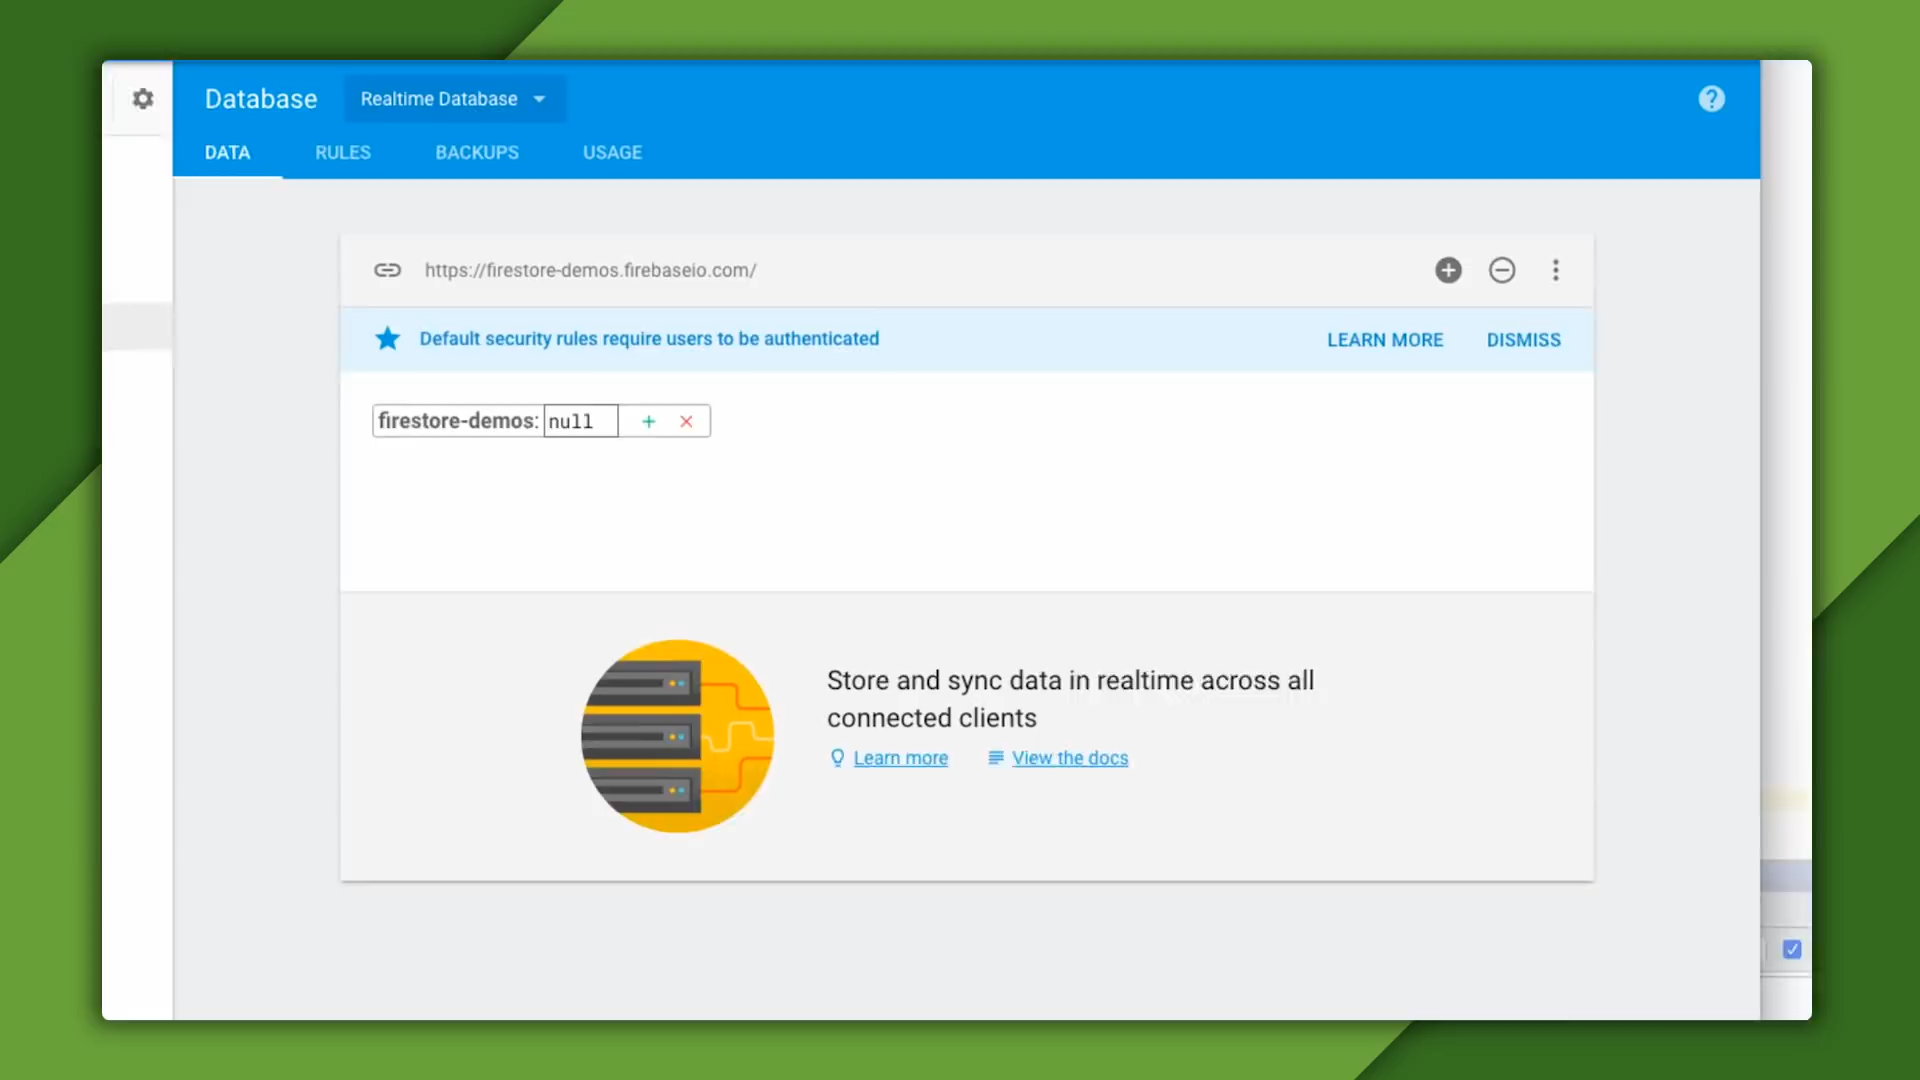 Database
Realtime Database
DATA
RULES
BACKUPS
USAGE
https://firestore-demos.firebaseio.com/
Default security rules require users to be authenticated
LEARN MORE
DISMISS
firestore-demos: null
Store and sync data in realtime across all
connected clients
Learn more
View the docs